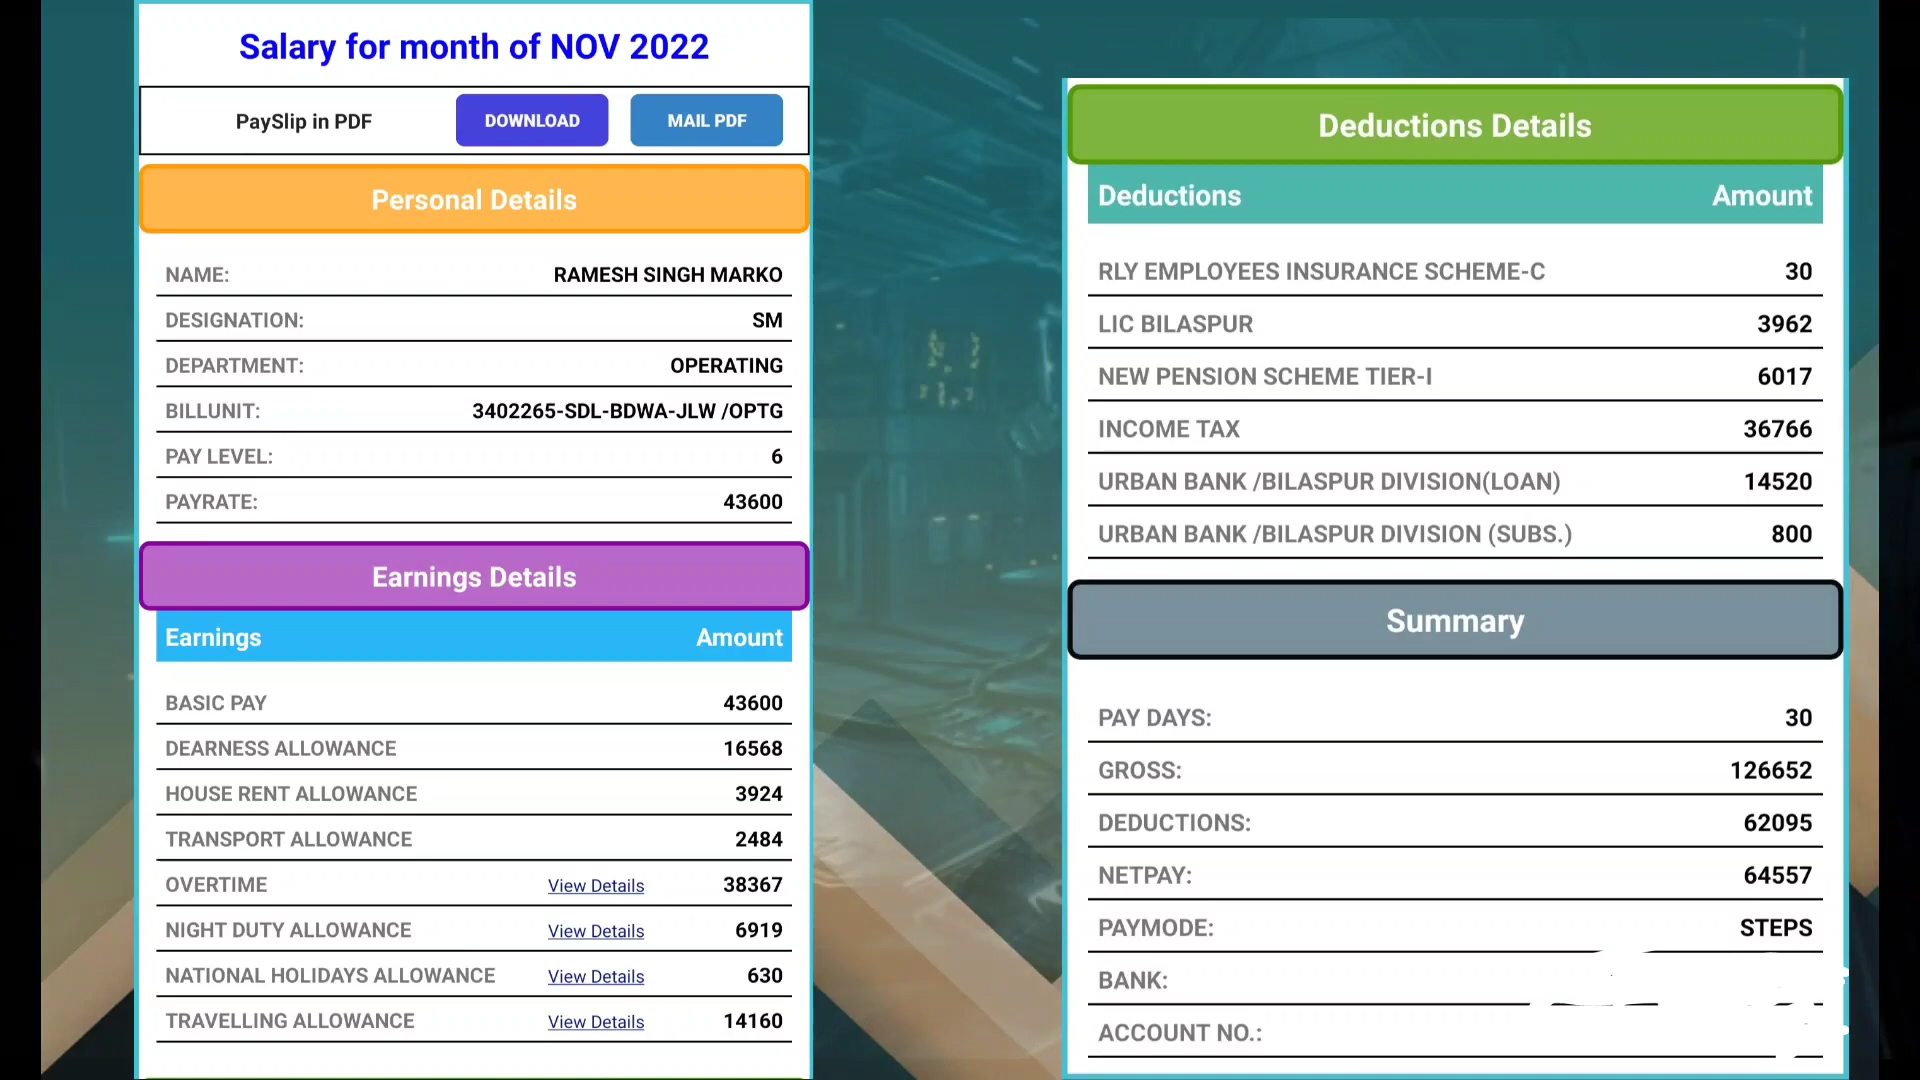 Salary for month of NOV 2022
PaySlip in PDF DOWNLOAD MAIL PDF
Personal Details
NAME: RAMESH SINGH MARKO
DESIGNATION: SM
DEPARTMENT: OPERATING
BILLUNIT: 3402265-SDL-BDWA-JLW /OPTG
PAY LEVEL: 6
PAYRATE: 43600
Earnings Details
Earnings Amount
BASIC PAY 43600
DEARNESS ALLOWANCE 16568
HOUSE RENT ALLOWANCE 3924
TRANSPORT ALLOWANCE 2484
OVERTIME View Details 38367
NIGHT DUTY ALLOWANCE View Details 6919
NATIONAL HOLIDAYS ALLOWANCE View Details 630
TRAVELLING ALLOWANCE View Details 14160
Deductions Details
Deductions Amount
RLY EMPLOYEES INSURANCE SCHEME-C 30
LIC BILASPUR 3962
NEW PENSION SCHEME TIER-I 6017
INCOME TAX 36766
URBAN BANK /BILASPUR DIVISION(LOAN) 14520
URBAN BANK /BILASPUR DIVISION (SUBS.) 800
Summary
PAY DAYS: 30
GROSS: 126652
DEDUCTIONS: 62095
NETPAY: 64557
PAYMODE: STEPS
BANK:
ACCOUNT NO.: